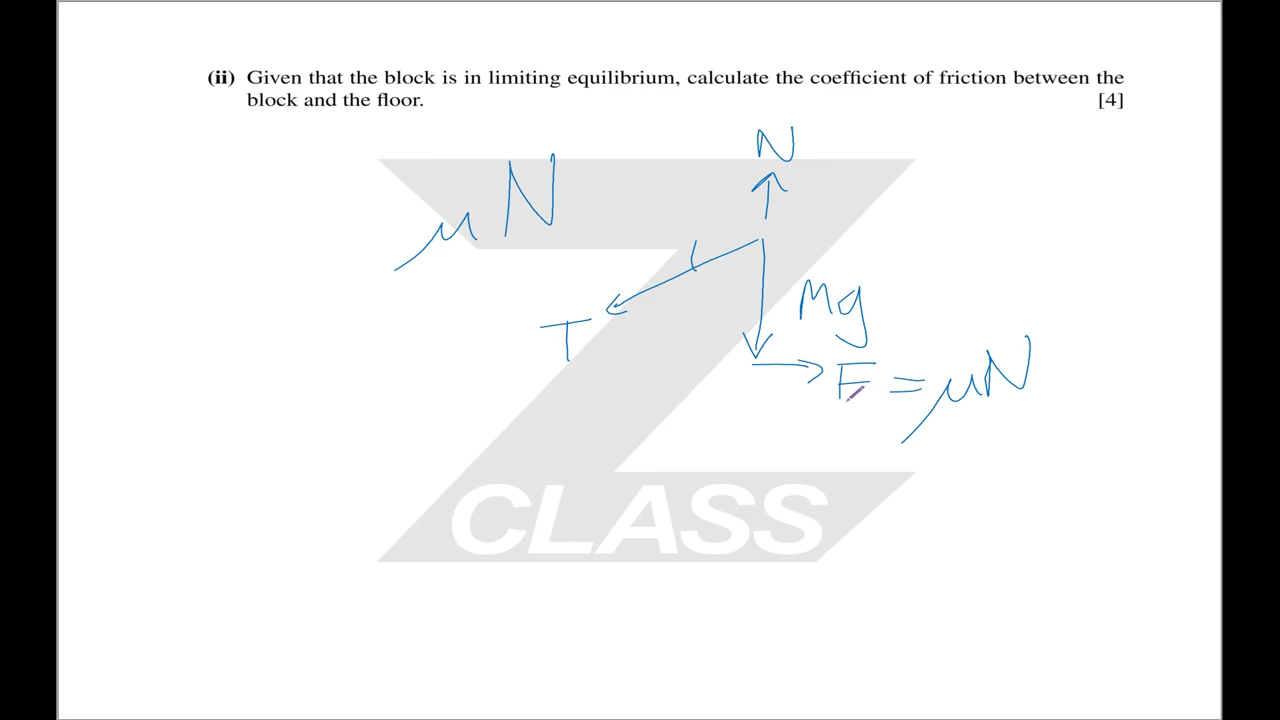 (ii) Given that the block is in limiting equilibrium, calculate the coefficient of friction between the
block and the floor. [4]
N
μN
Mg
T
F = μN
CLASS